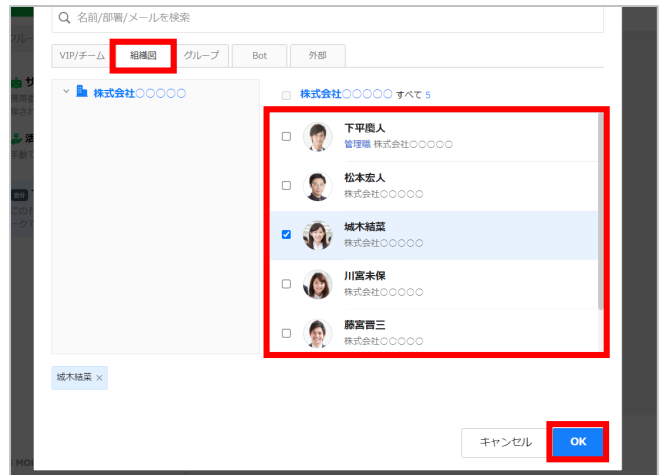 名前/部署/メールを検索
VIP/チーム 組織図 グループ Bot 外部
株式会社○○○○○
株式会社○○○○○ すべて 5
下平慶人
管理職 株式会社○○○○○
松本宏人
株式会社○○○○○
城木結菜
株式会社○○○○○
川宮未保
株式会社○○○○○
藤宮晋三
株式会社○○○○○
城木結菜 ×
キャンセル OK